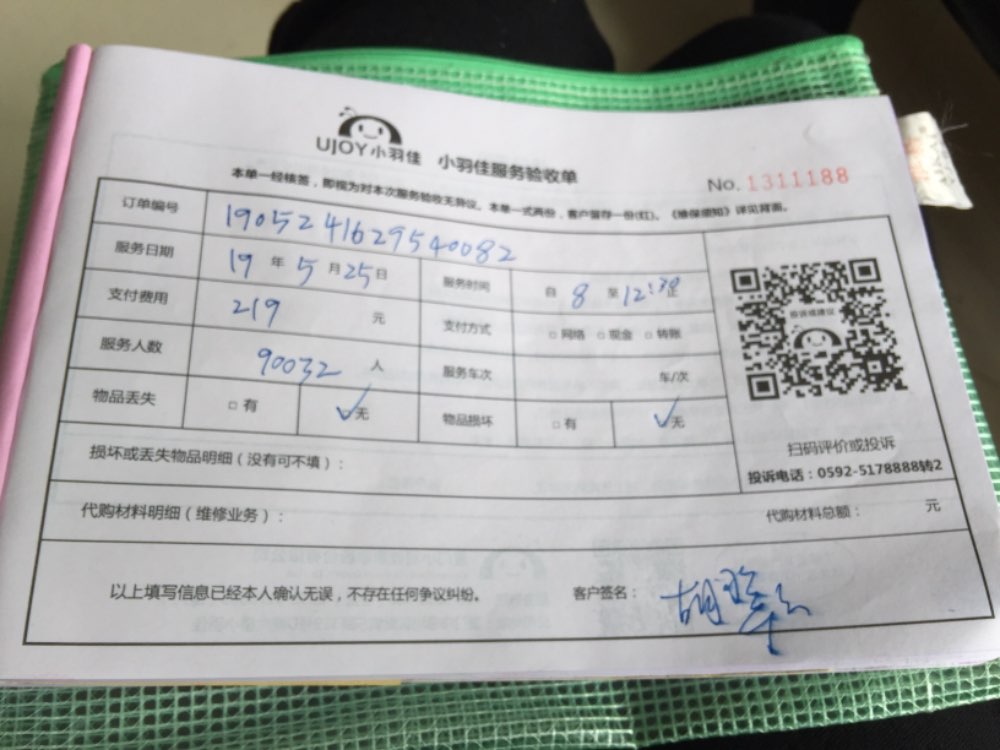 UJOY小羽佳 小羽佳服务验收单
No. 1311188
本单一经核签，即视为对本次服务验收无异议。本单一式两份，客户留存一份(红)。《维保须知》详见背面。
订单编号 1905241629540082
服务日期 19 年 5 月 25 日 服务时间 自 8 至 12:30 止
支付费用 219 元 支付方式 □ 网络 □ 现金 □ 转账
服务人数 90032 人 服务车次 车/次
物品丢失 □ 有 ✓无 物品损坏 □ 有 ✓无
投诉或建议
扫码评价或投诉
投诉电话：0592-5178888转2
损坏或丢失物品明细（没有可不填）：
代购材料明细（维修业务）： 代购材料总额： 元
以上填写信息已经本人确认无误，不存在任何争议纠纷。 客户签名： 胡